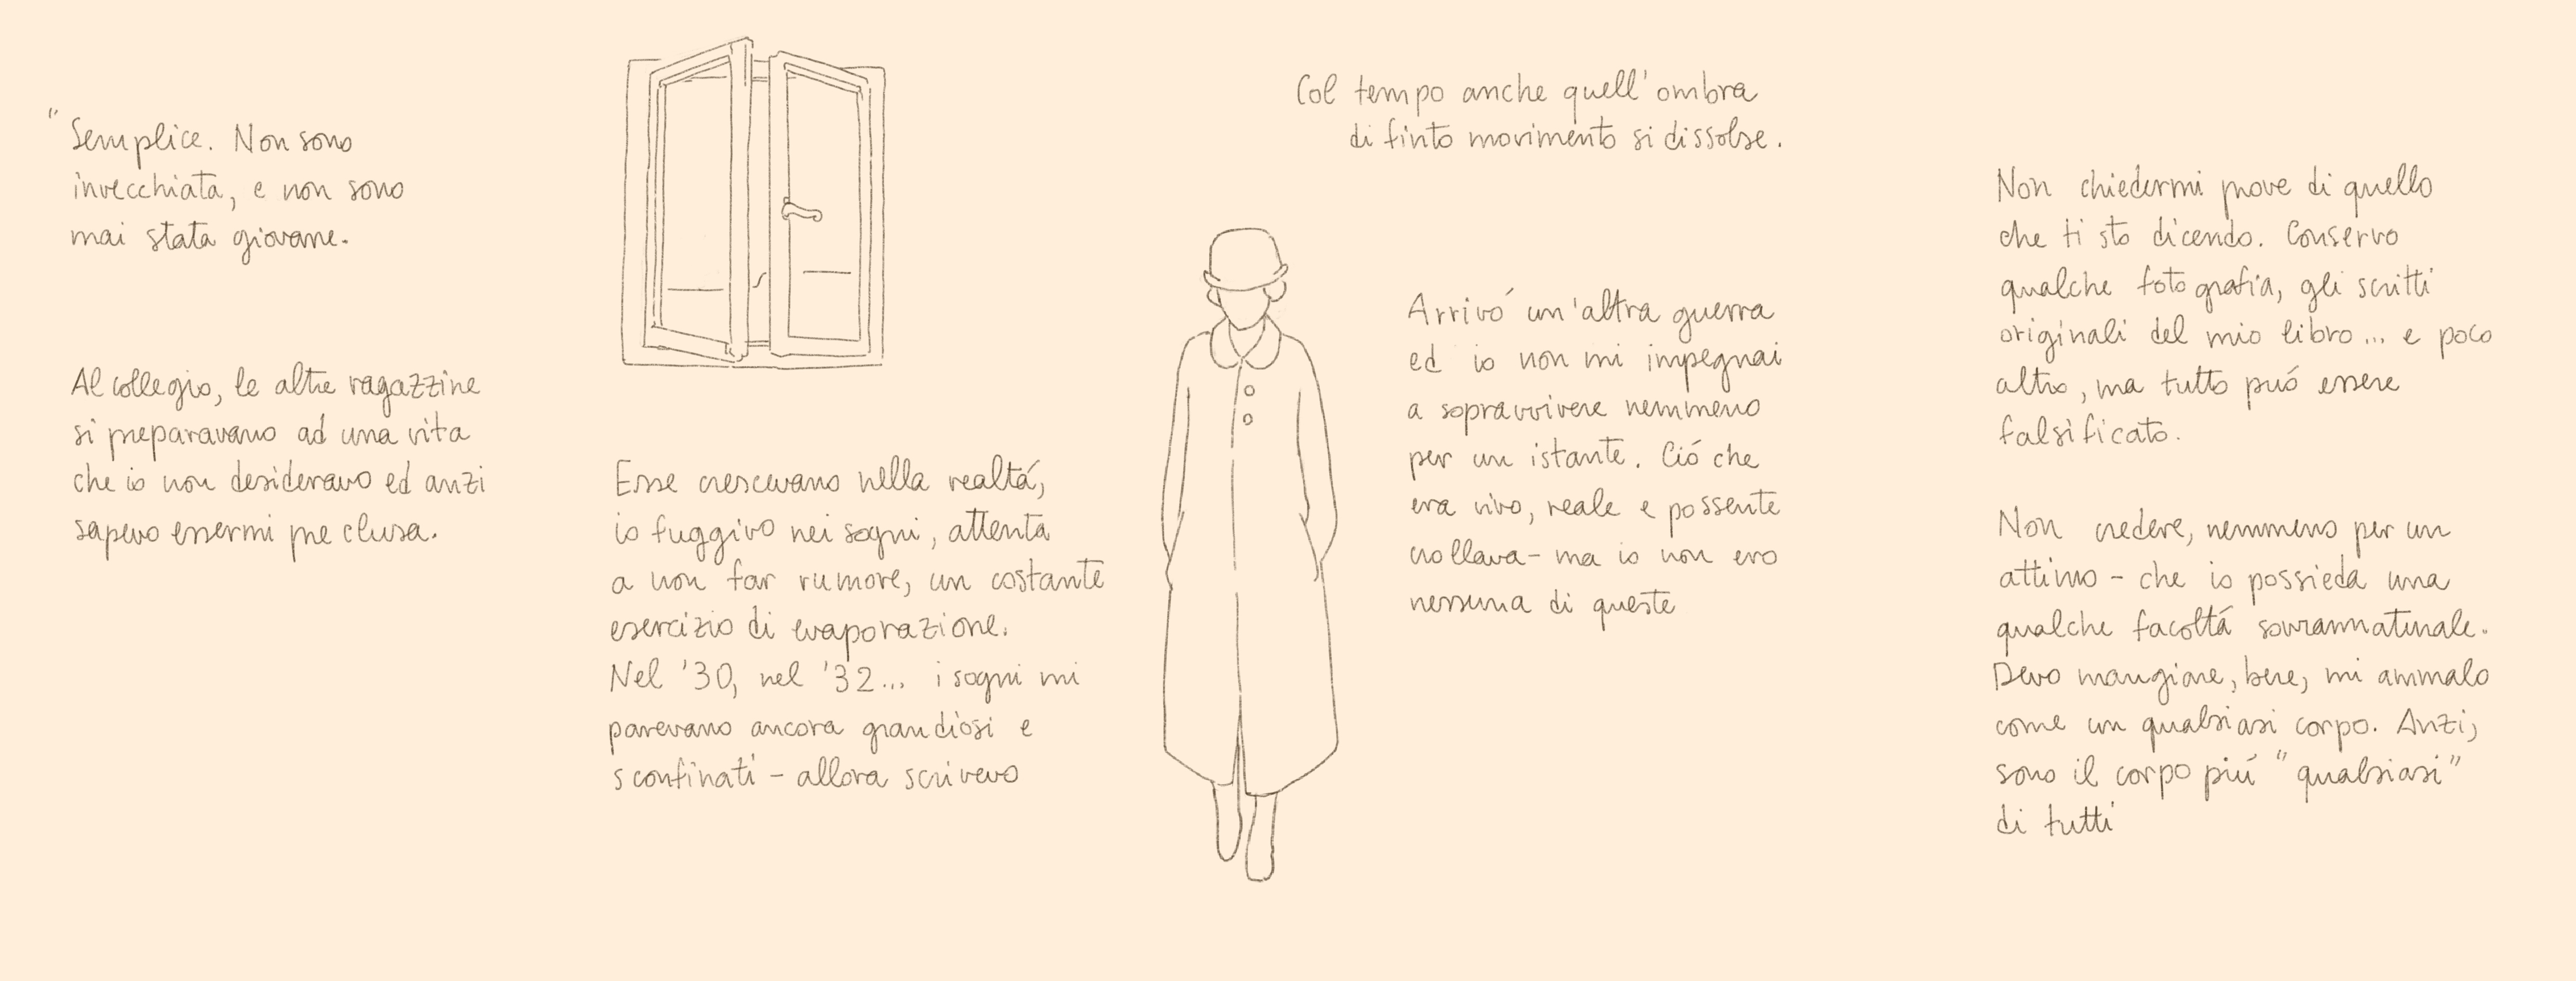 "Semplice. Non sono
invecchiata, e non sono
mai stata giovane.
Al collegio, le altre ragazzine
si preparavano ad una vita
che io non desideravo ed anzi
sapevo essermi preclusa.
Esse crescevano nella realtá,
io fuggivo nei sogni, attenta
a non far rumore, un costante
esercizio di evaporazione.
Nel '30, nel '32... i sogni mi
parevano ancora grandiosi e
sconfinati - allora scrivevo
Col tempo anche quell'ombra
di finto movimento si dissolse.
Arrivó un'altra guerra
ed io non mi impegnai
a sopravvivere nemmeno
per un istante. Ció che
era vivo, reale e possente
crollava - ma io non ero
nessuna di queste
Non chiedermi prove di quello
che ti sto dicendo. Conservo
qualche fotografia, gli scritti
originali del mio libro... e poco
altro, ma tutto puó essere
falsificato.
Non credere, nemmeno per un
attimo - che io possieda una
qualche facoltá sovrannaturale.
Devo mangiare, bere, mi ammalo
come un qualsiasi corpo. Anzi,
sono il corpo piú "qualsiasi"
di tutti